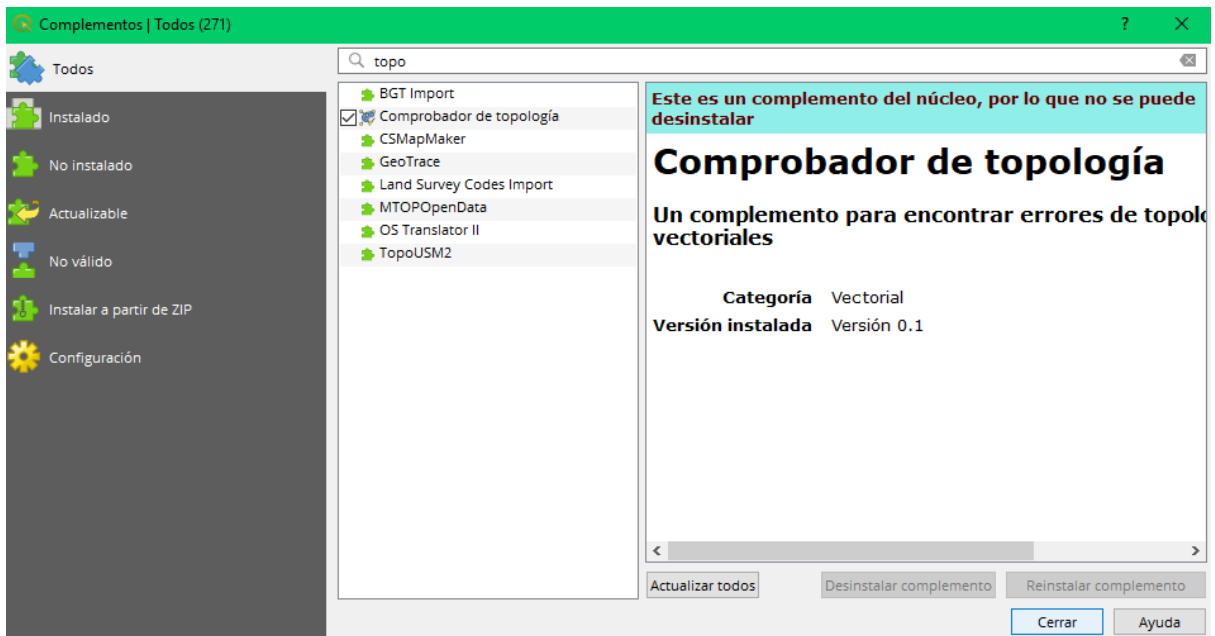 Complementos | Todos (271)
?
Todos
Instalado
No instalado
Actualizable
No válido
Instalar a partir de ZIP
Configuración
topo
BGT Import
Comprobador de topología
CSMapMaker
GeoTrace
Land Survey Codes Import
MTOPOpenData
OS Translator II
TopoUSM2
Este es un complemento del núcleo, por lo que no se puede
desinstalar
Comprobador de topología
Un complemento para encontrar errores de
vectoriales
Categoría Vectorial
Versión instalada Versión 0.1
Actualizar todos
Desinstalar complemento
Reinstalar complemento
Cerrar
Ayuda